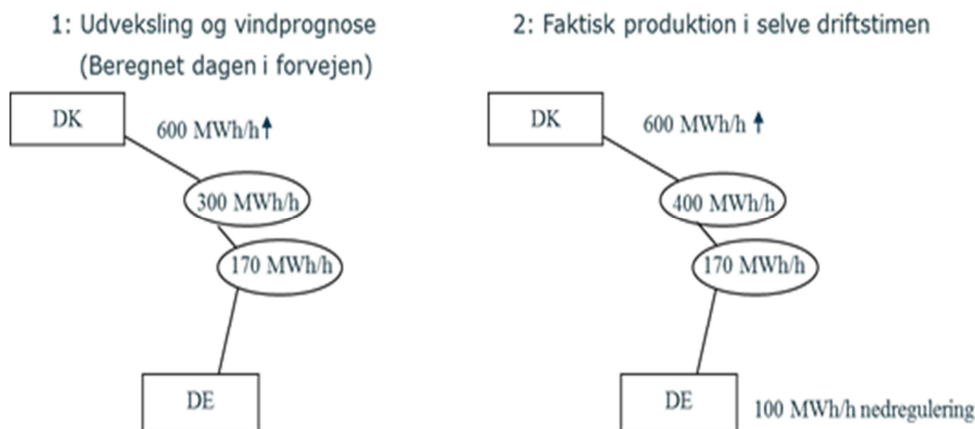 1: Udveksling og vindprognose
(Beregnet dagen i forvejen)
DK
600 MWh/h↑
300 MWh/h
170 MWh/h
DE
2: Faktisk produktion i selve driftstimen
DK
600 MWh/h ↑
400 MWh/h
170 MWh/h
DE
100 MWh/h nedregulering